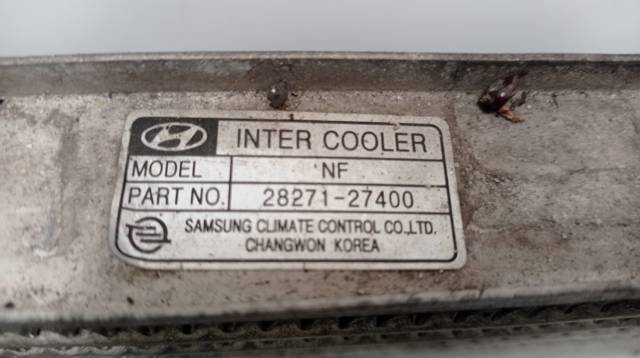 INTER COOLER
MODEL NF
PART NO. 28271-27400
SAMSUNG CLIMATE CONTROL CO.,LTD.
CHANGWON KOREA